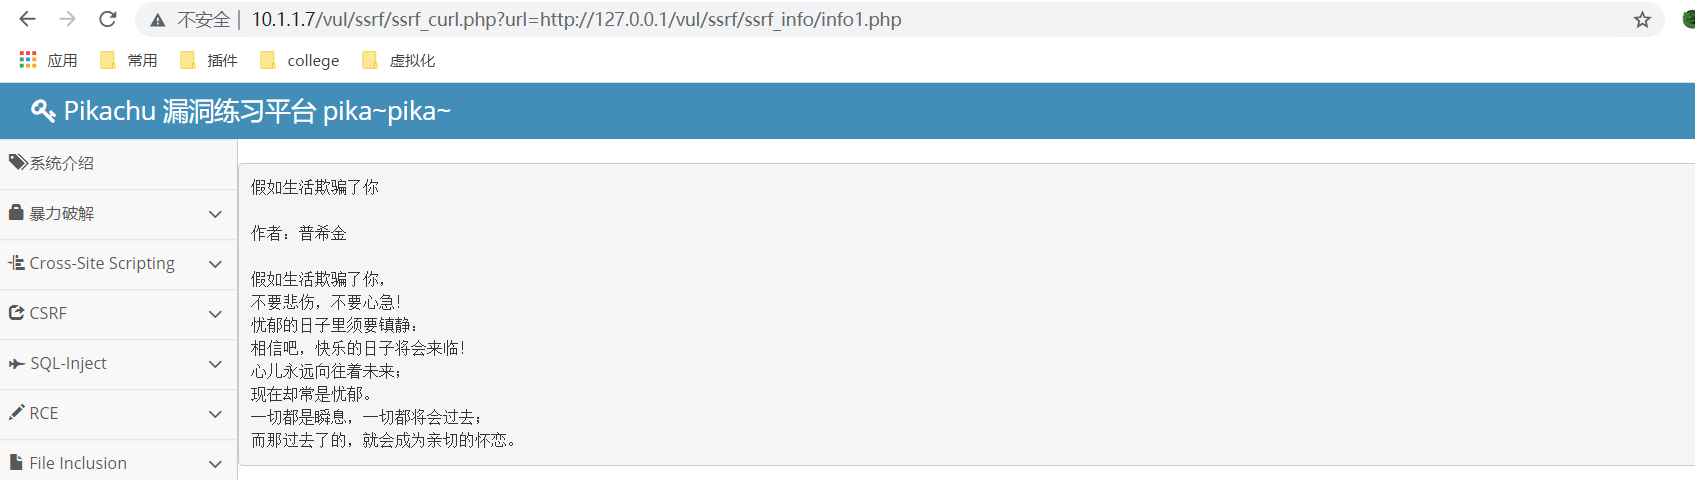 不安全 | 10.1.1.7/vul/ssrf/ssrf_curl.php?url=http://127.0.0.1/vul/ssrf/ssrf_info/info1.php
应用 常用 插件 college 虚拟化
Pikachu 漏洞练习平台 pika~pika~
系统介绍
暴力破解
Cross-Site Scripting
CSRF
SQL-Inject
RCE
File Inclusion
假如生活欺骗了你
作者：普希金
假如生活欺骗了你，
不要悲伤，不要心急！
忧郁的日子里须要镇静：
相信吧，快乐的日子将会来临！
心儿永远向往着未来；
现在却常是忧郁。
一切都是瞬息，一切都将会过去；
而那过去了的，就会成为亲切的怀恋。